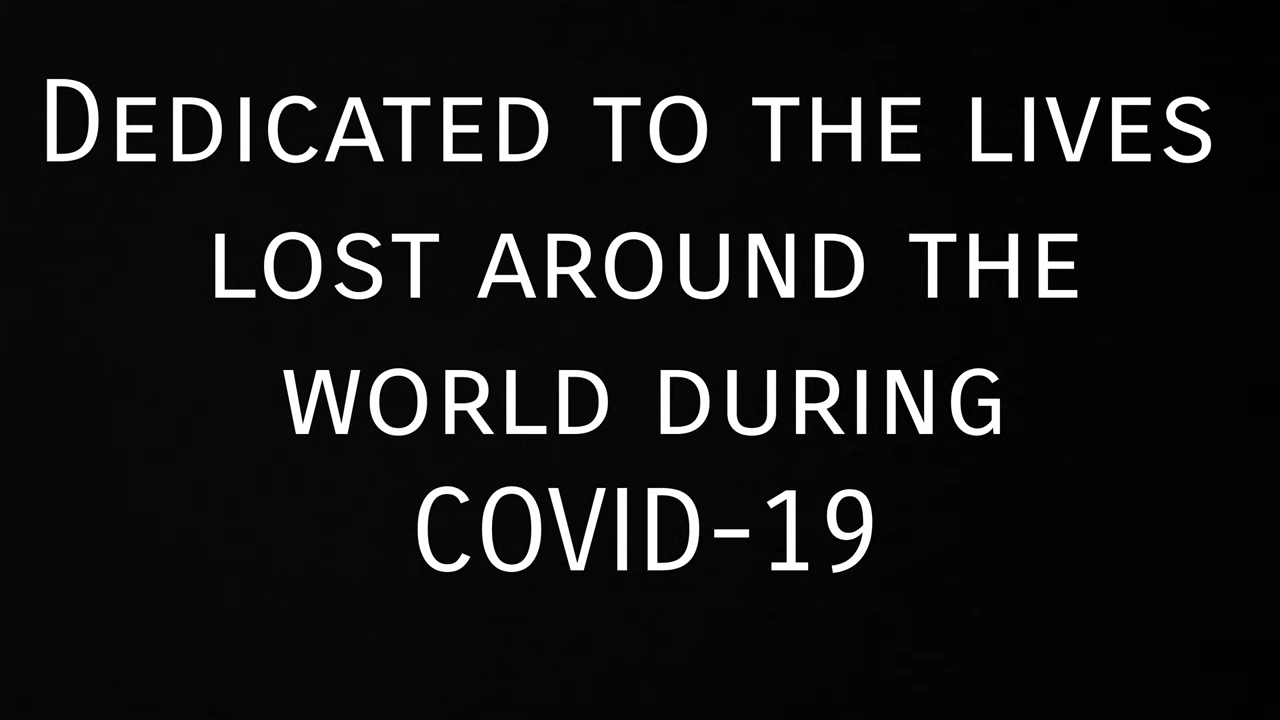 Dedicated to the lives
lost around the
world during
COVID-19